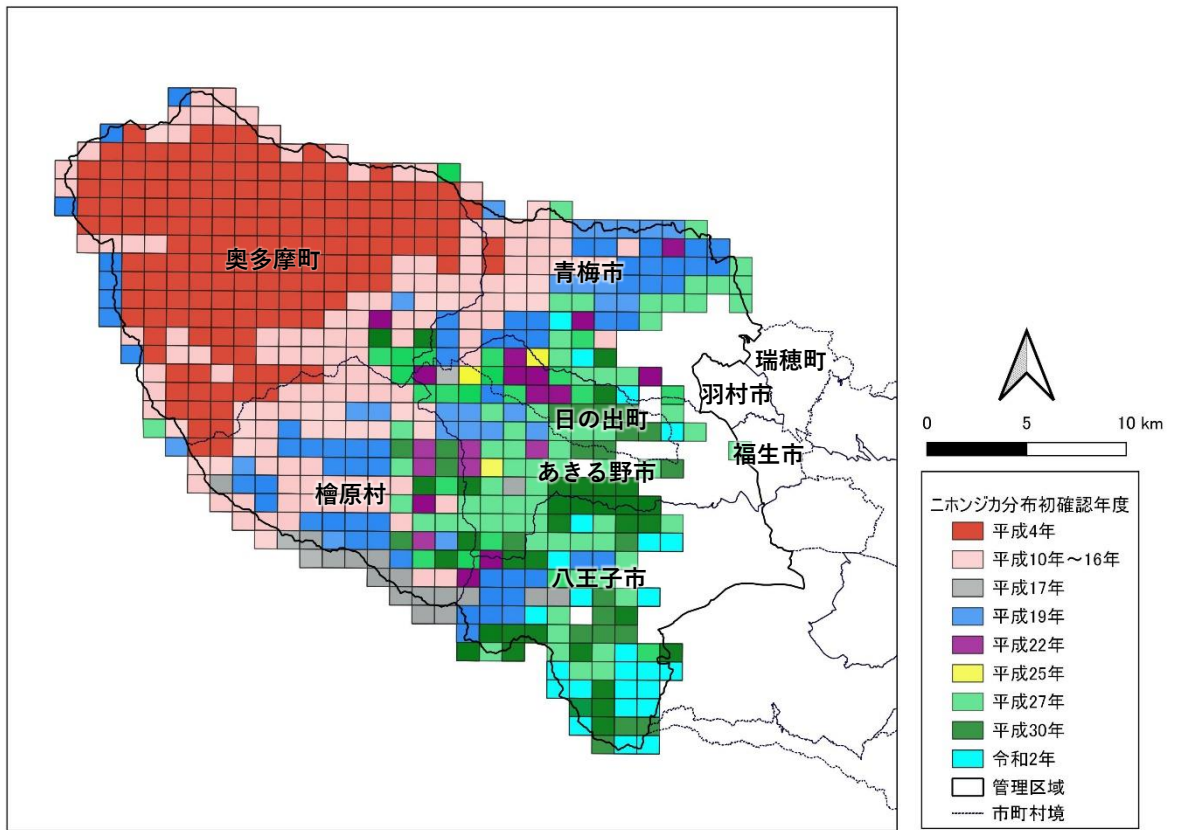 奥多摩町
青梅市
瑞穂町
羽村市
日の出町
福生市
あきる野市
檜原村
八王子市
0 5 10 km
ニホンジカ分布初確認年度
平成4年
平成10年～16年
平成17年
平成19年
平成22年
平成25年
平成27年
平成30年
令和2年
管理区域
市町村境